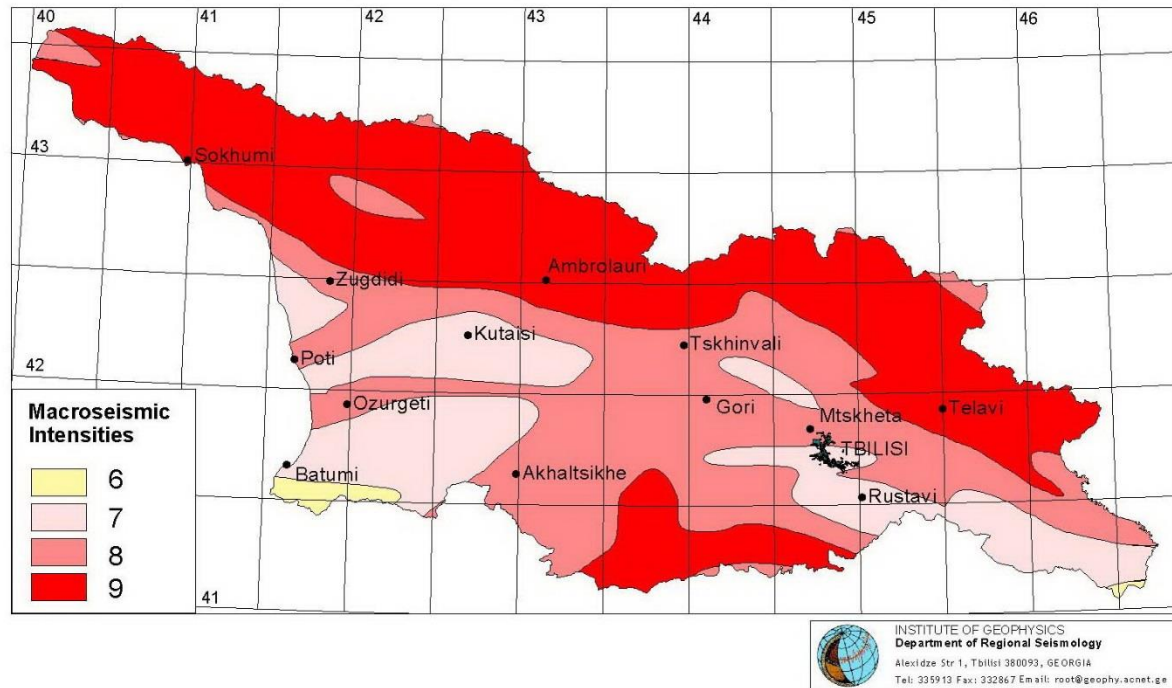 40 41 42 43 44 45 46
43
Sokhumi
Zugdidi
Ambrolauri
Kutaisi
Tskhinvali
Poti
42
Ozurgeti
Gori
Mtskheta
Telavi
TBILISI
Batumi
Akhaltsikhe
Rustavi
Macroseismic
Intensities
6
7
8
9
41
INSTITUTE OF GEOPHYSICS
Department of Regional Seismology
Alexidze Str 1, Tbilisi 380093, GEORGIA
Tel: 335913 Fax: 332867 Email: root@geophy.acnet.ge